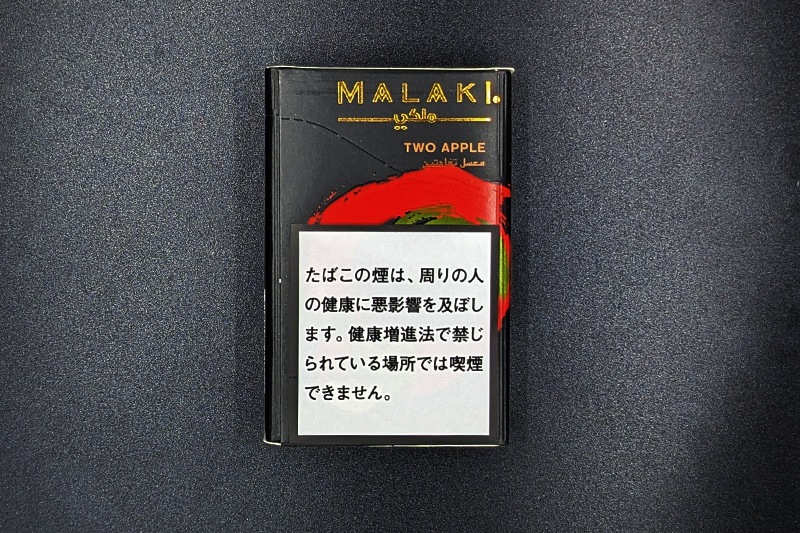 MALAKI
ملكي
TWO APPLE
معسل تفاحتين
たばこの煙は、周りの人
の健康に悪影響を及ぼし
ます。健康増進法で禁じ
られている場所では喫煙
できません。